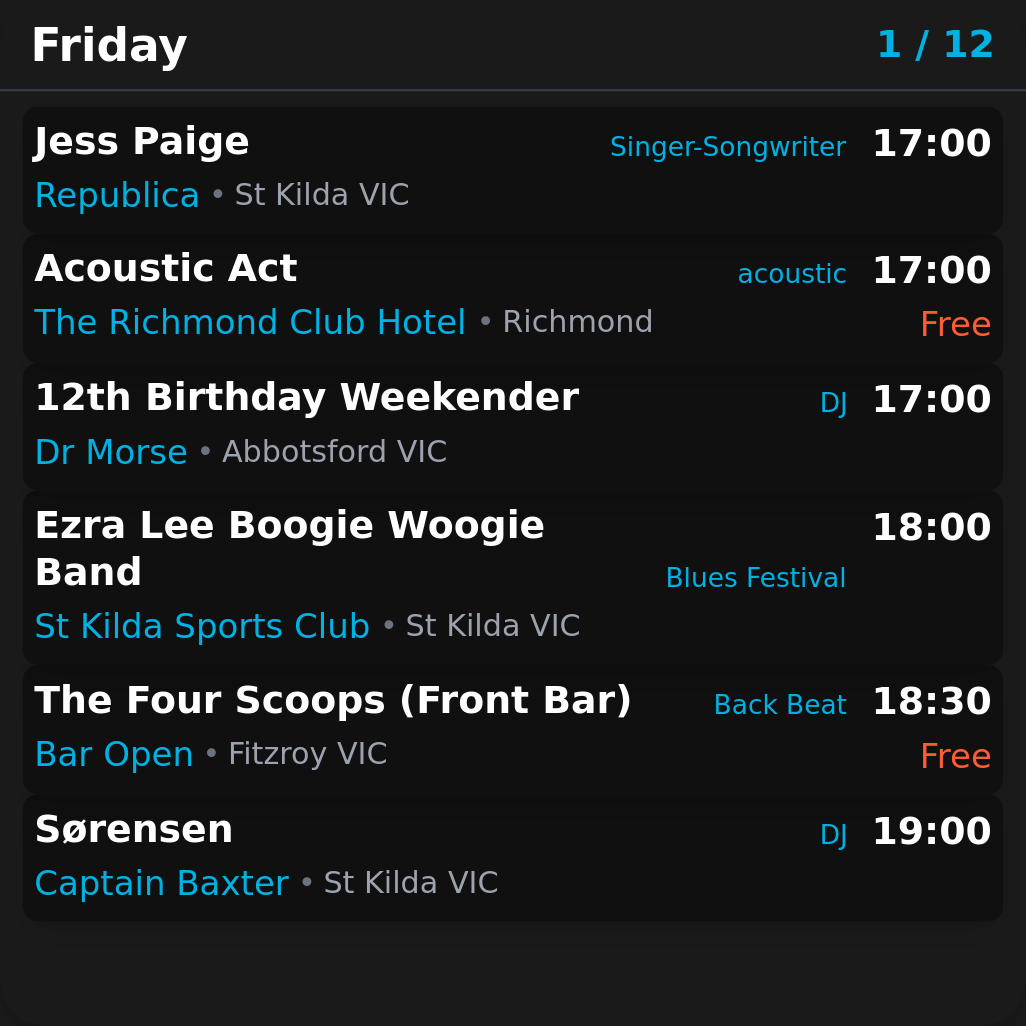 Friday 1 / 12
Jess Paige Singer-Songwriter 17:00
Republica • St Kilda VIC
Acoustic Act acoustic 17:00
The Richmond Club Hotel • Richmond Free
12th Birthday Weekender DJ 17:00
Dr Morse • Abbotsford VIC
Ezra Lee Boogie Woogie 18:00
Band Blues Festival
St Kilda Sports Club • St Kilda VIC
The Four Scoops (Front Bar) Back Beat 18:30
Bar Open • Fitzroy VIC Free
Sørensen DJ 19:00
Captain Baxter • St Kilda VIC